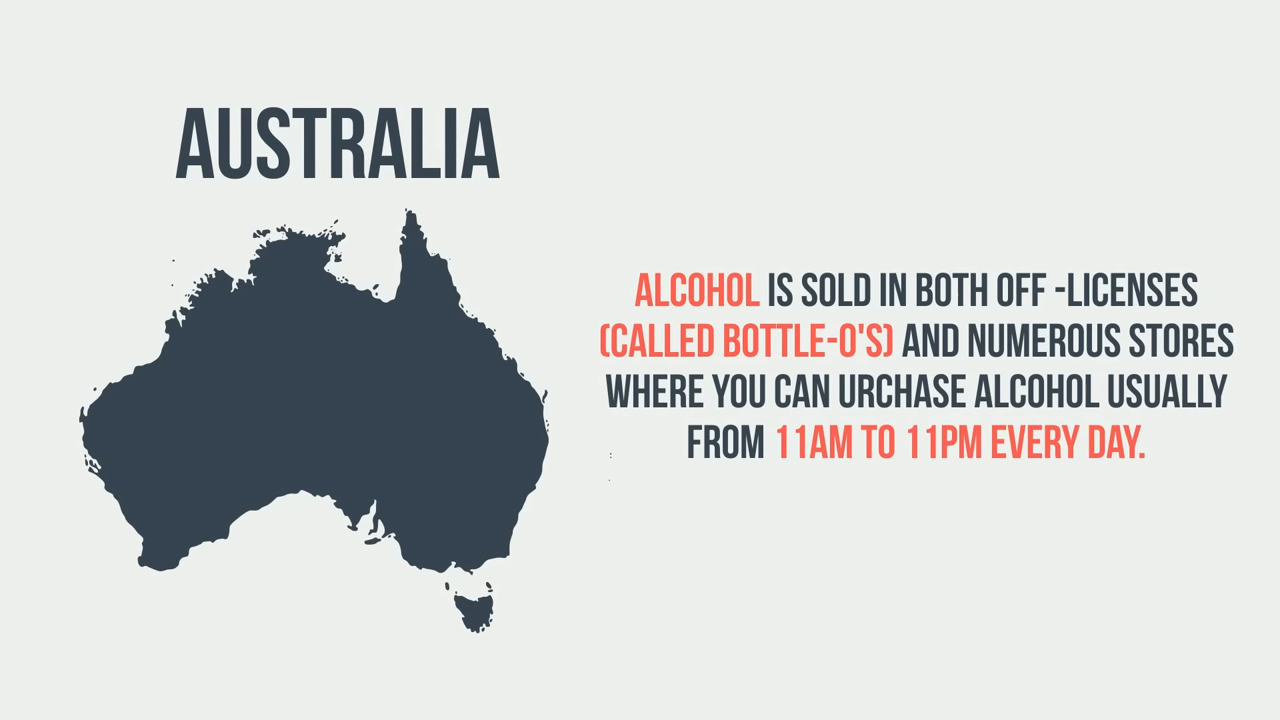 AUSTRALIA
ALCOHOL IS SOLD IN BOTH OFF -LICENSES
(CALLED BOTTLE-O'S) AND NUMEROUS STORES
WHERE YOU CAN URCHASE ALCOHOL USUALLY
FROM 11AM TO 11PM EVERY DAY.